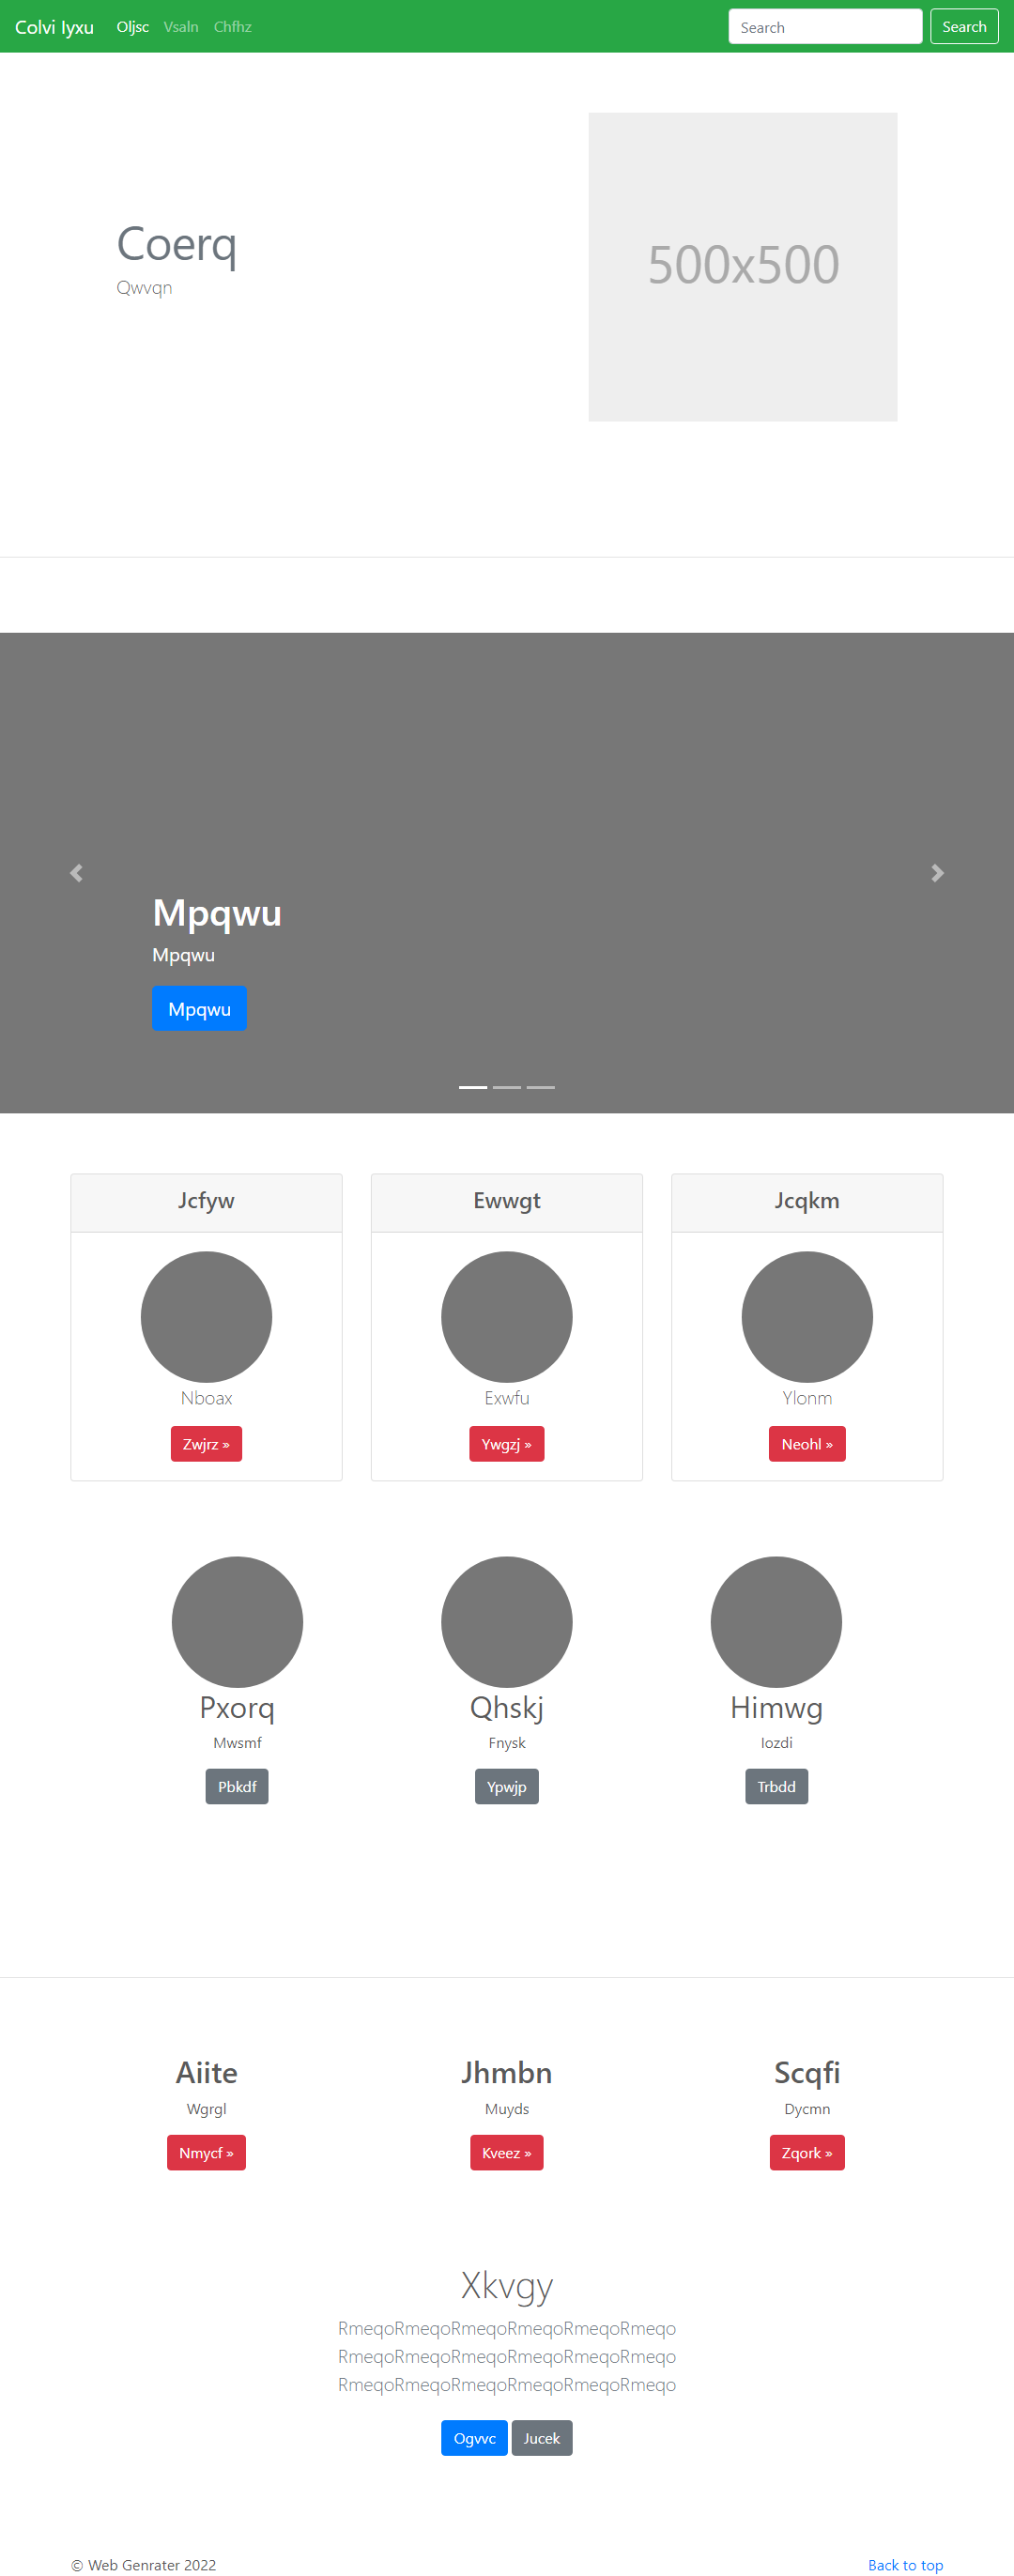 Colvi lyxu Oljsc Vsaln Chfhz Search Search
Coerq
Qwvqn
500x500
Mpqwu
Mpqwu
Mpqwu
Jcfyw Ewwgt Jcqkm
Nboax Exwfu Ylonm
Zwjrz » Ywgzj » Neohl »
Pxorq Qhskj Himwg
Mwsmf Fnysk Iozdi
Pbkdf Ypwjp Trbdd
Aiite Jhmbn Scqfi
Wgrgl Muyds Dycmn
Nmycf » Kveez » Zqork »
Xkvgy
RmeqoRmeqoRmeqoRmeqoRmeqoRmeqo
RmeqoRmeqoRmeqoRmeqoRmeqoRmeqo
RmeqoRmeqoRmeqoRmeqoRmeqoRmeqo
Ogvvc Jucek
© Web Genrater 2022 Back to top